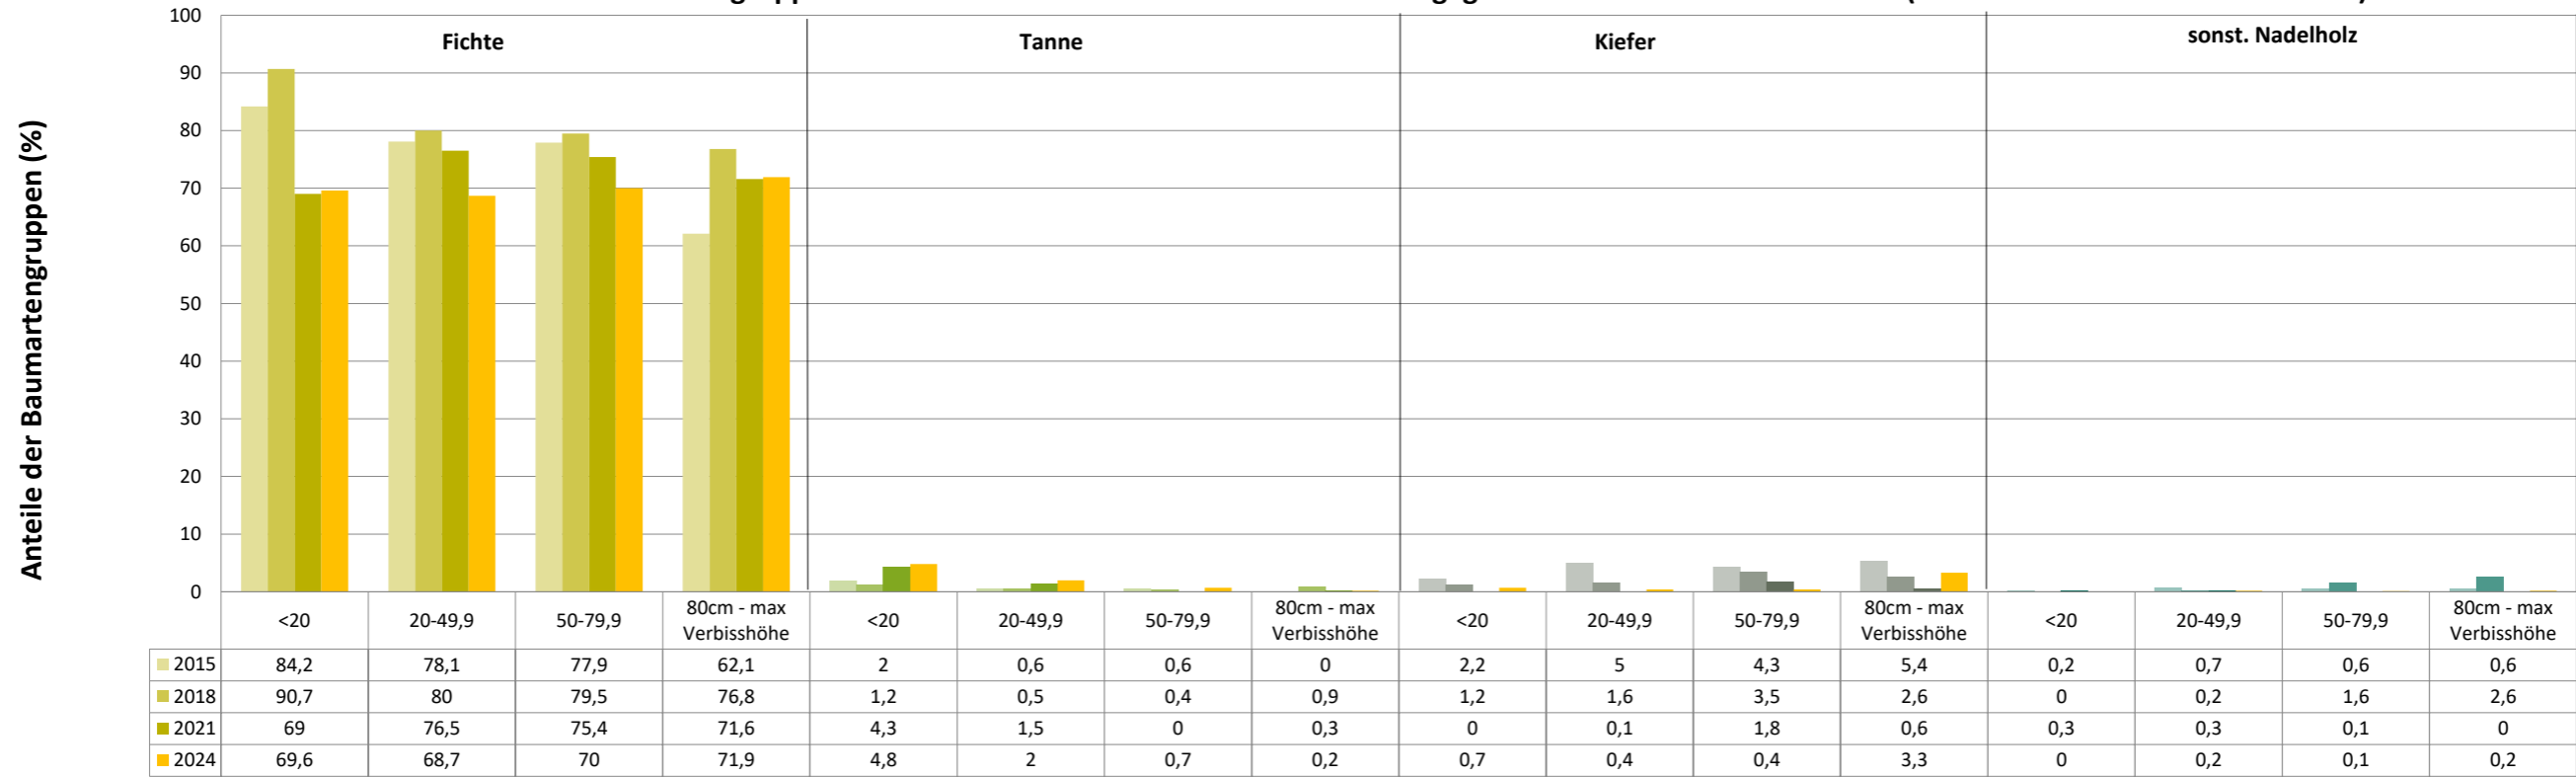 100
90
80
70
60
50
40
30
20
10
0
Anteile der Baumartengruppen (%)
Fichte Tanne Kiefer sonst. Nadelholz
<20 20-49,9 50-79,9 80cm - max Verbisshöhe <20 20-49,9 50-79,9 80cm - max Verbisshöhe <20 20-49,9 50-79,9 80cm - max Verbisshöhe <20 20-49,9 50-79,9 80cm - max Verbisshöhe
2015 84,2 78,1 77,9 62,1 2 0,6 0,6 0 2,2 5 4,3 5,4 0,2 0,7 0,6 0,6
2018 90,7 80 79,5 76,8 1,2 0,5 0,4 0,9 1,2 1,6 3,5 2,6 0 0,2 1,6 2,6
2021 69 76,5 75,4 71,6 4,3 1,5 0 0,3 0 0,1 1,8 0,6 0,3 0,3 0,1 0
2024 69,6 68,7 70 71,9 4,8 2 0,7 0,2 0,7 0,4 0,4 3,3 0 0,2 0,1 0,2